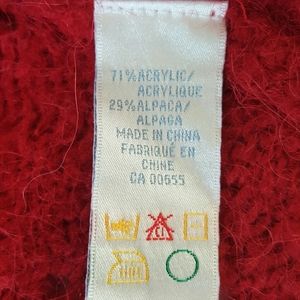 71% ACRYLIC/
ACRYLIQUE
29% ALPACA/
ALPAGA
MADE IN CHINA
FABRIQUÉ EN
CHINE
CA 00555